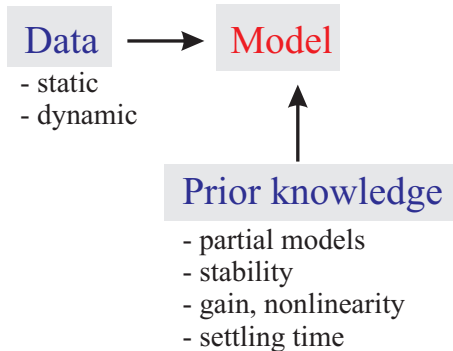 Data
Model
- static
- dynamic
Prior knowledge
- partial models
- stability
- gain, nonlinearity
- settling time